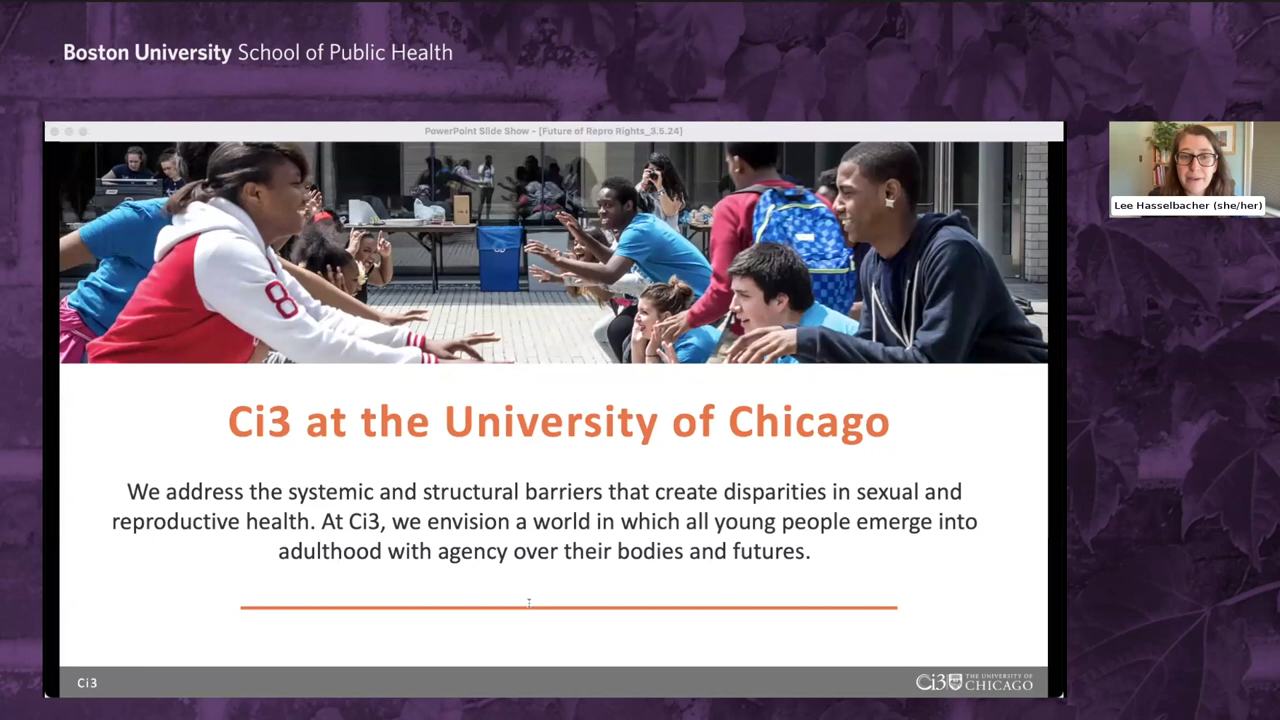 Boston University School of Public Health
PowerPoint Slide Show - [Future of Repro Rights_3.5.24]
8
Lee Hasselbacher (she/her)
Ci3 at the University of Chicago
We address the systemic and structural barriers that create disparities in sexual and
reproductive health. At Ci3, we envision a world in which all young people emerge into
adulthood with agency over their bodies and futures.
Ci3
Ci3 THE UNIVERSITY OF
CHICAGO